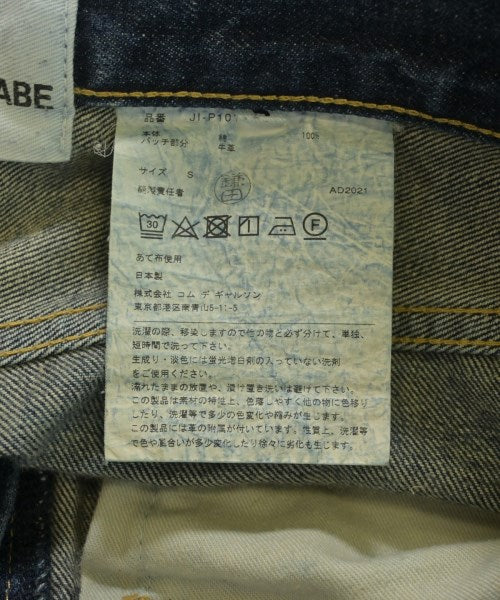 ABE
品番 JI-P101
本体 綿 100%
パッチ部分 牛革
サイズ S
鎌田
AD2021
30
F
あて布使用
日本製
株式会社 コム デ ギャルソン
東京都港区南青山5-11-5
洗濯の際、移染しますので他の物と必ず分けて、単独、
短時間で洗って下さい。
生成り・淡色には蛍光増白剤の入っていない洗剤
をご使用ください。
濡れたままの放置や、漬け置き洗いは避けて下さい。
この製品は素材の特性上、色落しやすく他の物に色移り
したり、洗濯等で多少の色変化や縮みが生じます。
この製品には革の附属が付いています。性質上、洗濯等
で色や風合いが多少変化したり徐々に劣化も生じます。